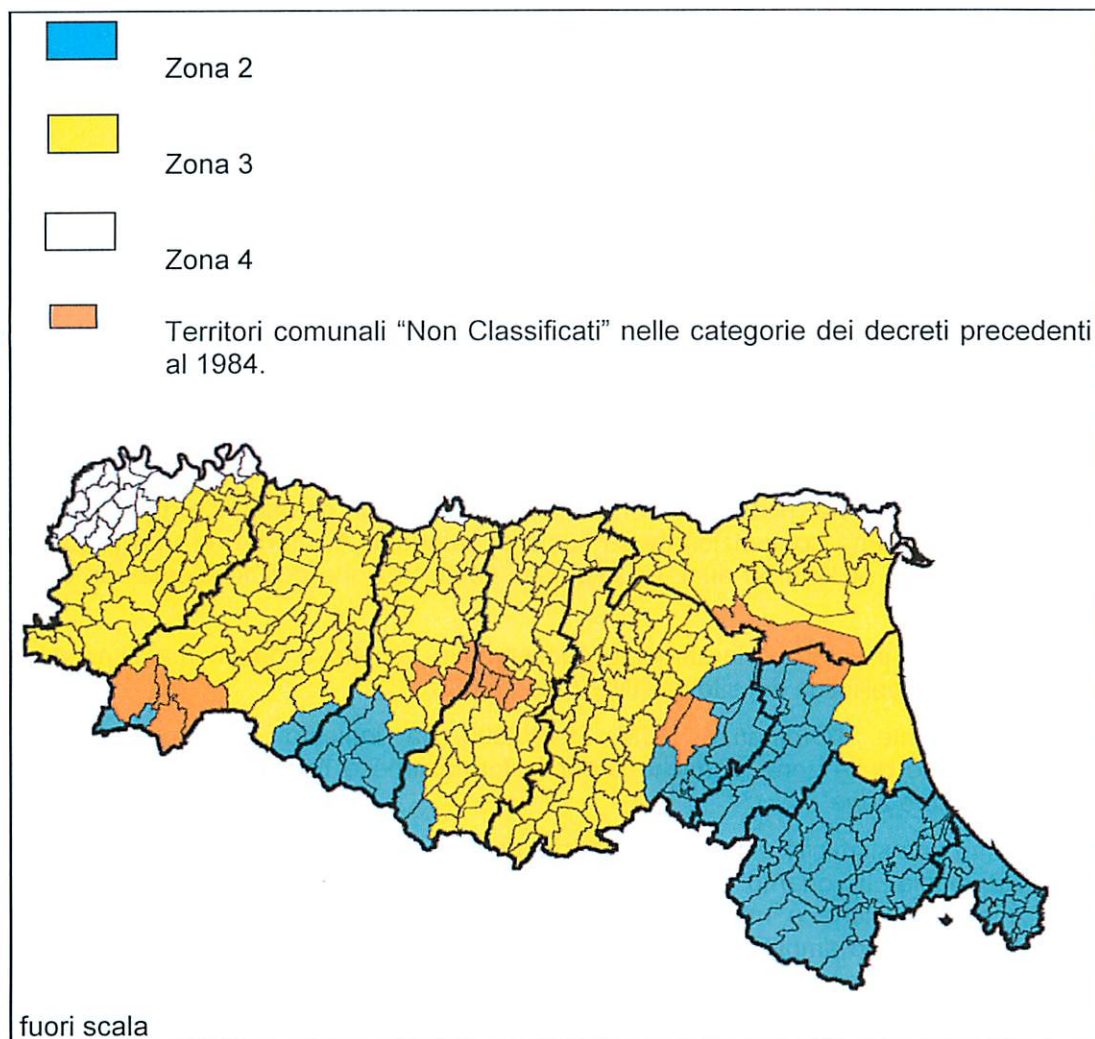 Zona 2
Zona 3
Zona 4
Territori comunali “Non Classificati” nelle categorie dei decreti precedenti
al 1984.
fuori scala